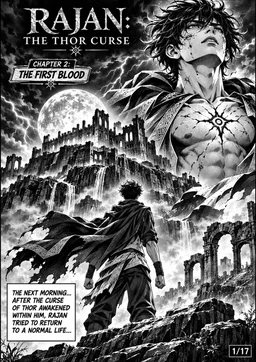 RAJAN:
THE THOR CURSE
CHAPTER 2:
THE FIRST BLOOD
THE NEXT MORNING...
AFTER THE CURSE
OF THOR AWAKENED
WITHIN HIM, RAJAN
TRIED TO RETURN
TO A NORMAL LIFE...
1/17